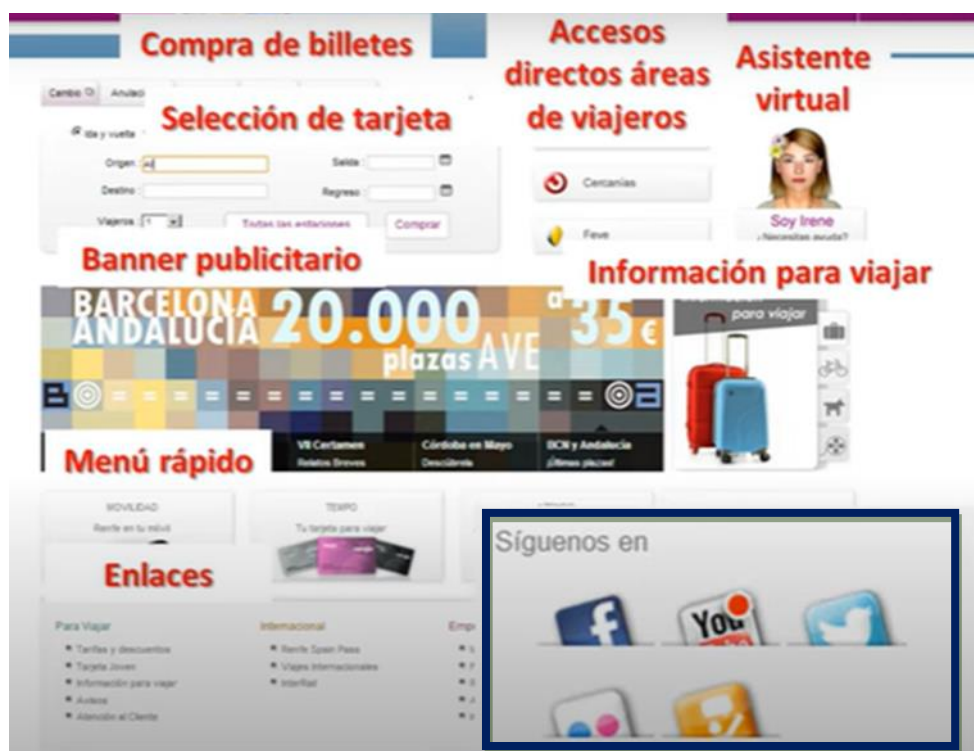 Compra de billetes
Accesos
directos áreas
de viajeros
Asistente
virtual
Cambio
Selección de tarjeta
Ida y vuelta
Origen:
Salida:
Destino:
Regreso:
Viajeros: 1
Todas las estaciones
Comprar
Cercanías
Feve
Soy Irene
¿Necesitas ayuda?
Banner publicitario
Información para viajar
BARCELONA
ANDALUCÍA
20.000
plazas AVE
a
35€
para viajar
Menú rápido
VII Certamen
Relatos Breves
Córdoba en Mayo
Descúbrela
BCN y Andalucía
¡Últimas plazas!
MOVILIDAD
Renfe en tu móvil
TEMPO
Tu tarjeta para viajar
Enlaces
Síguenos en
You
Para Viajar
Tarifas y descuentos
Tarjeta Joven
Información para viajar
Avisos
Atención al Cliente
Internacional
Renfe Spain Pass
Viajes Internacionales
InterRail